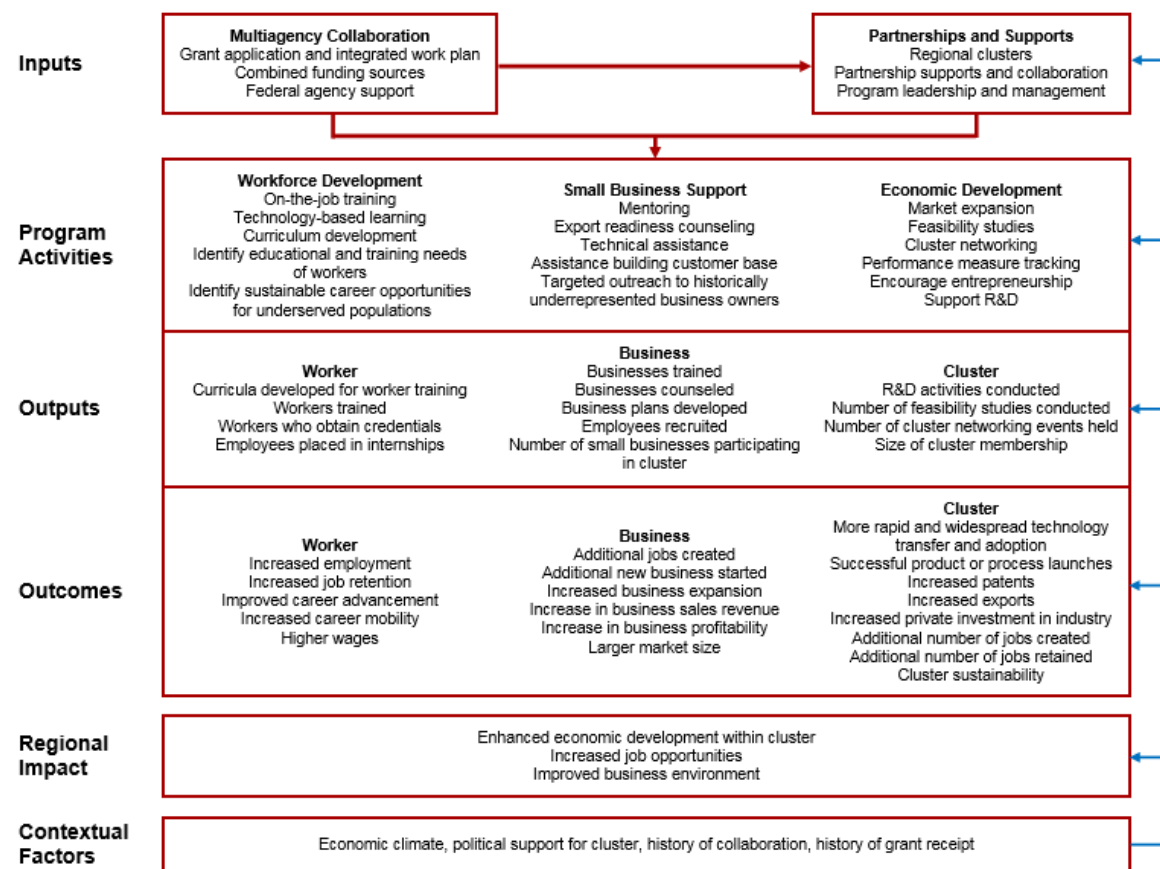 Inputs
Multiagency Collaboration
Grant application and integrated work plan
Combined funding sources
Federal agency support
Partnerships and Supports
Regional clusters
Partnership supports and collaboration
Program leadership and management
Program
Activities
Workforce Development
On-the-job training
Technology-based learning
Curriculum development
Identify educational and training needs
of workers
Identify sustainable career opportunities
for underserved populations
Small Business Support
Mentoring
Export readiness counseling
Technical assistance
Assistance building customer base
Targeted outreach to historically
underrepresented business owners
Economic Development
Market expansion
Feasibility studies
Cluster networking
Performance measure tracking
Encourage entrepreneurship
Support R&D
Outputs
Worker
Curricula developed for worker training
Workers trained
Workers who obtain credentials
Employees placed in internships
Business
Businesses trained
Businesses counseled
Business plans developed
Employees recruited
Number of small businesses participating
in cluster
Cluster
R&D activities conducted
Number of feasibility studies conducted
Number of cluster networking events held
Size of cluster membership
Outcomes
Worker
Increased employment
Increased job retention
Improved career advancement
Increased career mobility
Higher wages
Business
Additional jobs created
Additional new business started
Increased business expansion
Increase in business sales revenue
Increase in business profitability
Larger market size
Cluster
More rapid and widespread technology
transfer and adoption
Successful product or process launches
Increased patents
Increased exports
Increased private investment in industry
Additional number of jobs created
Additional number of jobs retained
Cluster sustainability
Regional
Impact
Enhanced economic development within cluster
Increased job opportunities
Improved business environment
Contextual
Factors
Economic climate, political support for cluster, history of collaboration, history of grant receipt